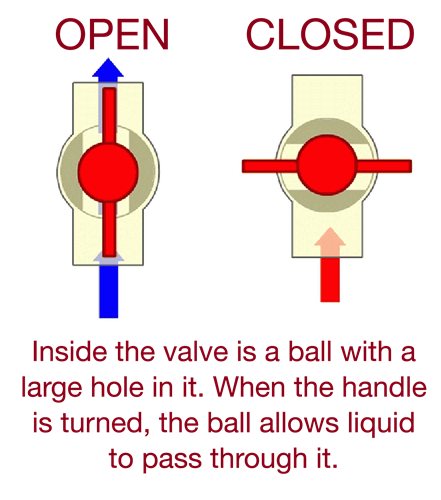 OPEN CLOSED
Inside the valve is a ball with a
large hole in it. When the handle
is turned, the ball allows liquid
to pass through it.